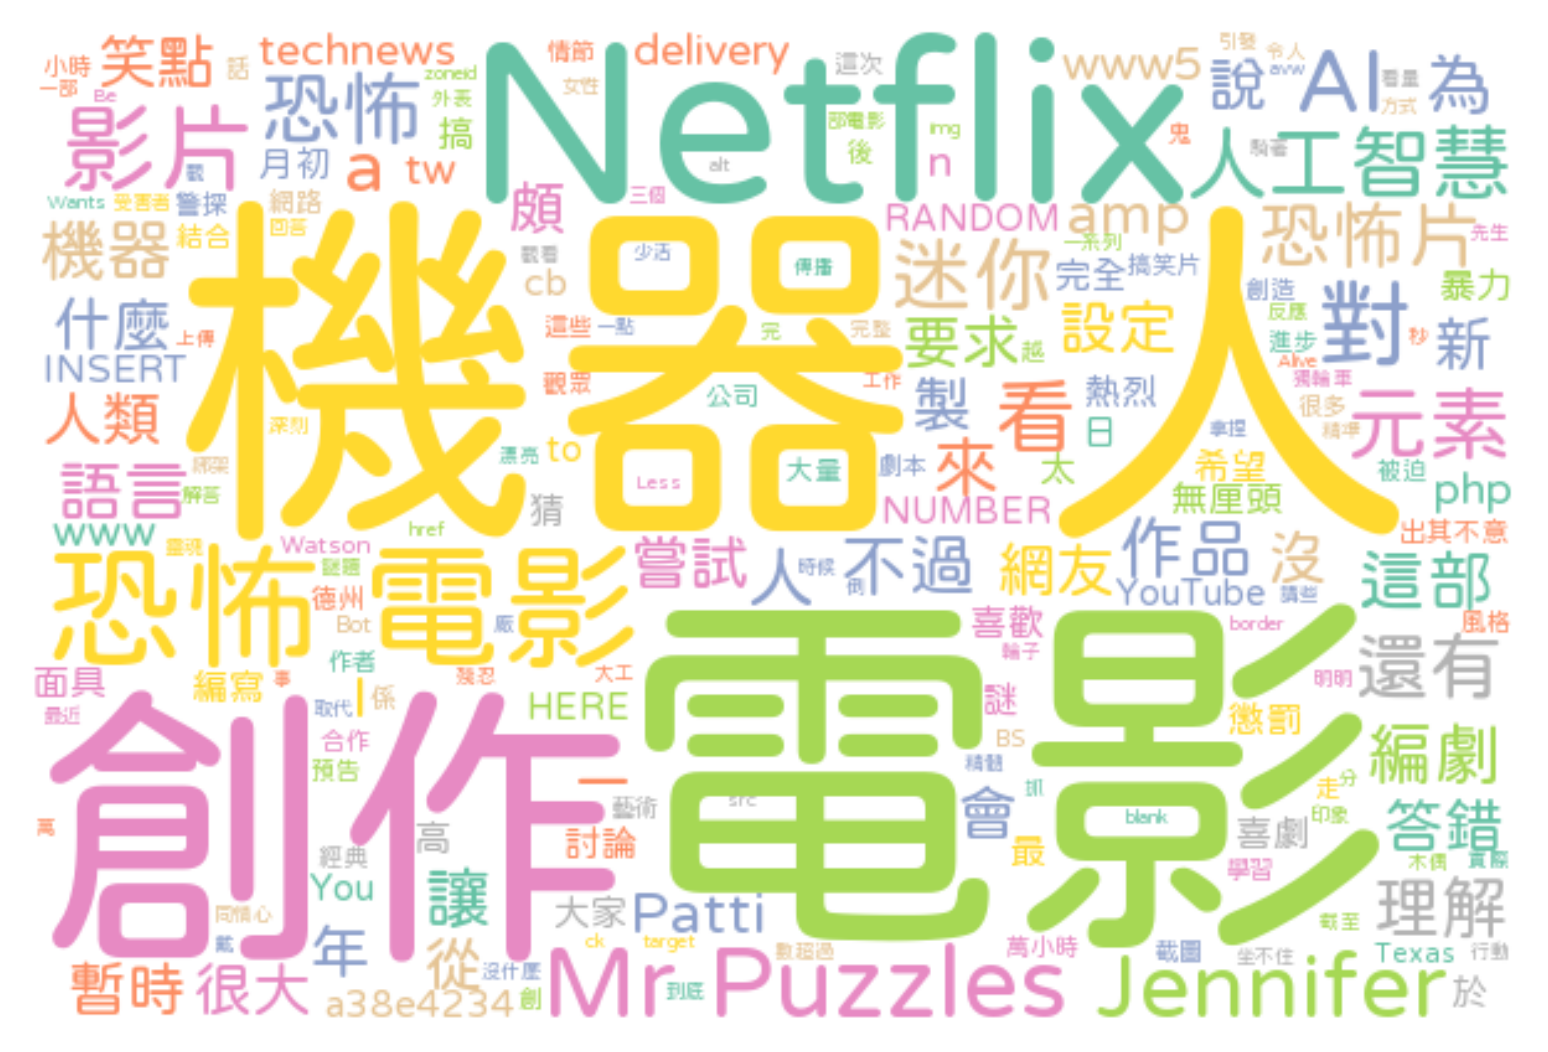 小時 笑點 話 technews 情節 delivery 這次 www5 引發 令人
一部 Be 恐怖 zoneid 女性 Netflix 說 avw AI 看量 為
影片 外表 搞 部電影 img 方式
月初 a tw alt 後 n 鬼 人工智慧 騎著
Wants 受害者 警探 網路 頗 三個 RANDOM amp 恐怖片 先生
機器 結合 回答 觀看 少活 傳播 迷你 一系列
機器人
cb 完全 搞笑片 創造 暴力
什麼 上傳 這些 一點 完 完整 要求 越 設定 反應 對 新
INSERT 進步 秒 Alive
人類 觀眾 公司 工作 製 看 熱烈 獨輪車 元素
深刻 日 很多 精準
語言 綁架 漂亮 to 大量 劇本 來 太 拿捏 希望 被迫
解答 Less 無厘頭 php
www 猜 NUMBER 出其不意
靈魂 Watson href 嘗試 人 時候 不過 網友 作品 沒 這部
恐怖電影 謎題 倒 YouTube 這些
德州 Bot 廠 喜歡 border 風格
面具 編寫 事 作者 殘忍 大工 輪子 明明 還有
最近 取代 I 係 HERE 電影 謎 懲罰
創作 合作 BS 編劇
預告 一 精髓 走 分
萬 藝術 src 抓 blank 印象
經典 高 討論 會 最 喜劇 答錯
You 讓 學習 木偶 實際
同情心 大家 Patti 理解
戴 年 從 ck target 數超過 萬小時 截圖 坐不住 截至 Texas 行動
暫時 很大 沒什麼 Mr Puzzles 到底 Jennifer 於
a38e4234 創